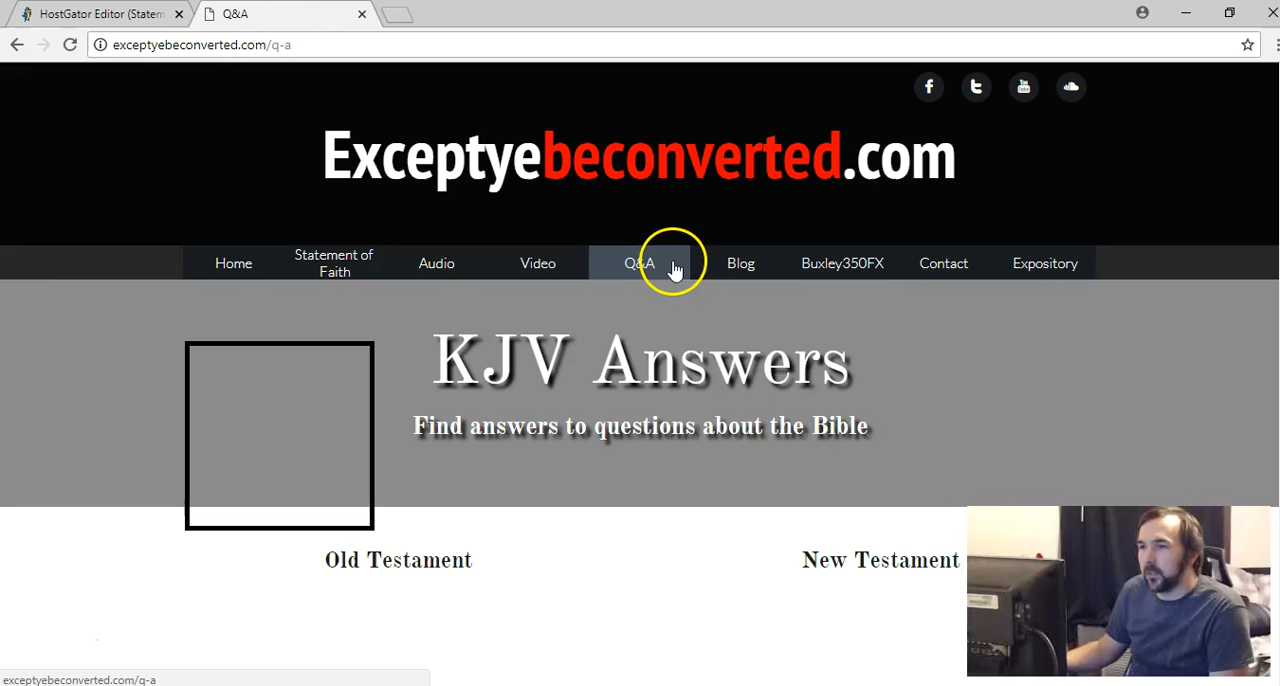 HostGator Editor (Statem
Q&A
exceptyebeconverted.com/q-a
Exceptyebeconverted.com
Home
Statement of
Faith
Audio
Video
Q&A
Blog
Buxley350FX
Contact
Expository
KJV Answers
Find answers to questions about the Bible
Old Testament
New Testament
exceptyebeconverted.com/q-a